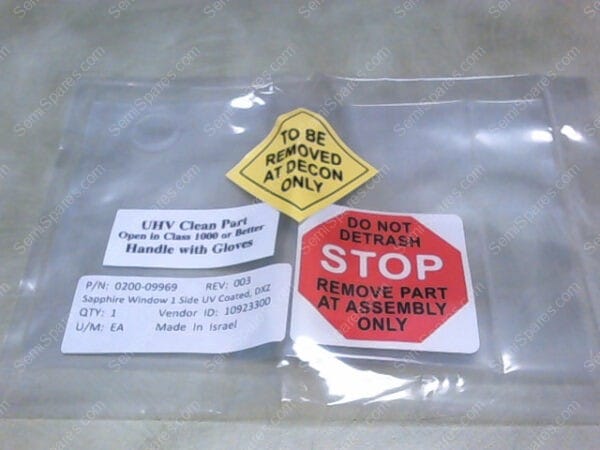 TO BE
REMOVED
AT DECON
ONLY
UHV Clean Part
Open in Class 1000 or Better
Handle with Gloves
DO NOT
DETRASH
STOP
REMOVE PART
AT ASSEMBLY
ONLY
P/N: 0200-09969 REV: 003
Sapphire Window 1 Side UV Coated, DXZ
QTY: 1 Vendor ID: 10923300
U/M: EA Made In Israel
SemiSpares.com